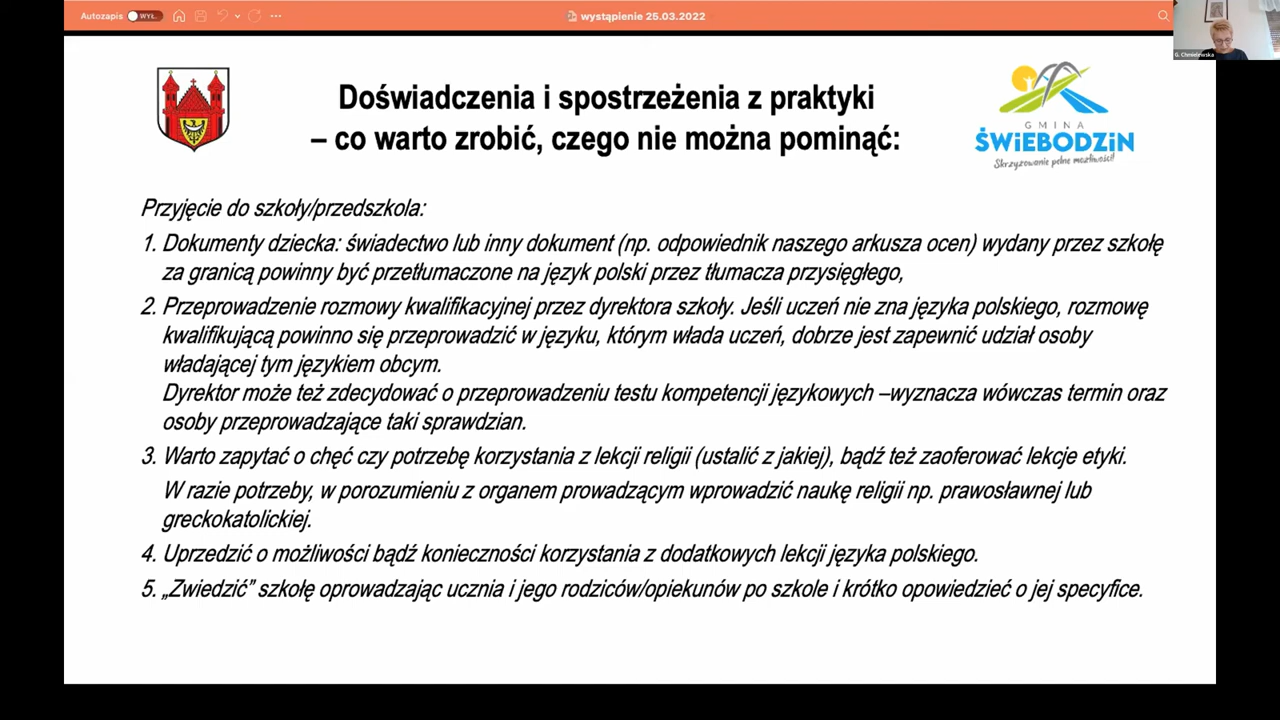 Autozapis WYŁ.
wystąpienie 25.03.2022
G. Chmielewska
Doświadczenia i spostrzeżenia z praktyki
– co warto zrobić, czego nie można pominąć:
GMINA
ŚWIEBODZIN
Skrzyżowanie pełne możliwości!
Przyjęcie do szkoły/przedszkola:
1. Dokumenty dziecka: świadectwo lub inny dokument (np. odpowiednik naszego arkusza ocen) wydany przez szkołę
za granicą powinny być przetłumaczone na język polski przez tłumacza przysięgłego,
2. Przeprowadzenie rozmowy kwalifikacyjnej przez dyrektora szkoły. Jeśli uczeń nie zna języka polskiego, rozmowę
kwalifikującą powinno się przeprowadzić w języku, którym włada uczeń, dobrze jest zapewnić udział osoby
władającej tym językiem obcym.
Dyrektor może też zdecydować o przeprowadzeniu testu kompetencji językowych –wyznacza wówczas termin oraz
osoby przeprowadzające taki sprawdzian.
3. Warto zapytać o chęć czy potrzebę korzystania z lekcji religii (ustalić z jakiej), bądź też zaoferować lekcje etyki.
W razie potrzeby, w porozumieniu z organem prowadzącym wprowadzić naukę religii np. prawosławnej lub
greckokatolickiej.
4. Uprzedzić o możliwości bądź konieczności korzystania z dodatkowych lekcji języka polskiego.
5. „Zwiedzić” szkołę oprowadzając ucznia i jego rodziców/opiekunów po szkole i krótko opowiedzieć o jej specyfice.